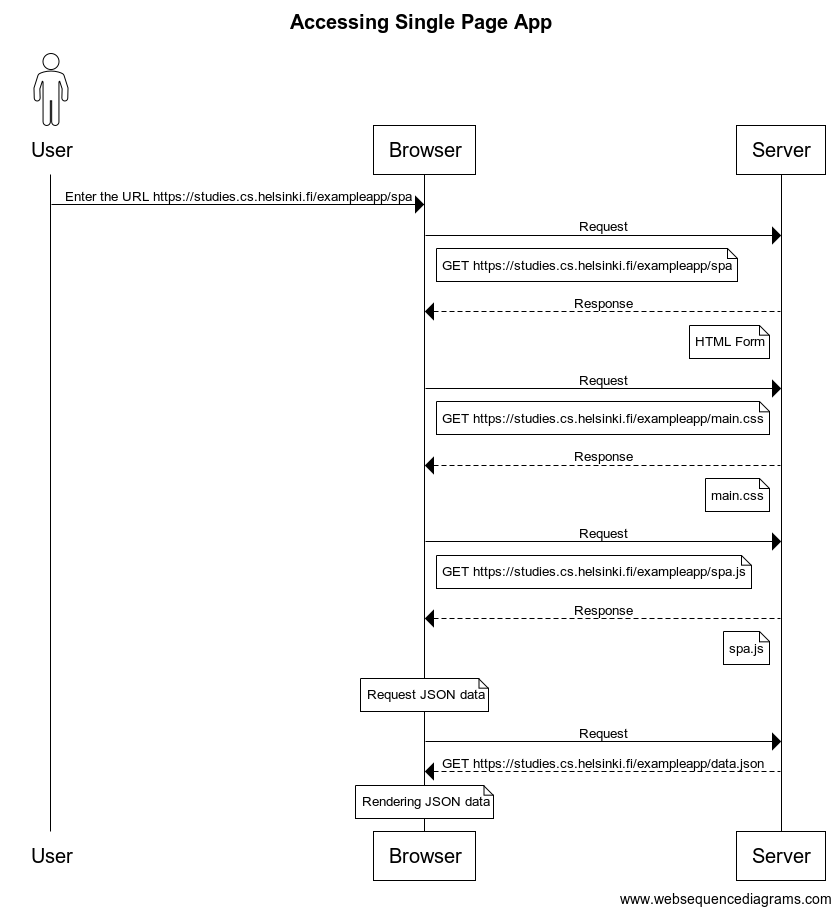 Accessing Single Page App
User
Browser
Server
Enter the URL https://studies.cs.helsinki.fi/exampleapp/spa
Request
GET https://studies.cs.helsinki.fi/exampleapp/spa
Response
HTML Form
Request
GET https://studies.cs.helsinki.fi/exampleapp/main.css
Response
main.css
Request
GET https://studies.cs.helsinki.fi/exampleapp/spa.js
Response
spa.js
Request JSON data
Request
GET https://studies.cs.helsinki.fi/exampleapp/data.json
Rendering JSON data
User
Browser
Server
www.websequencediagrams.com